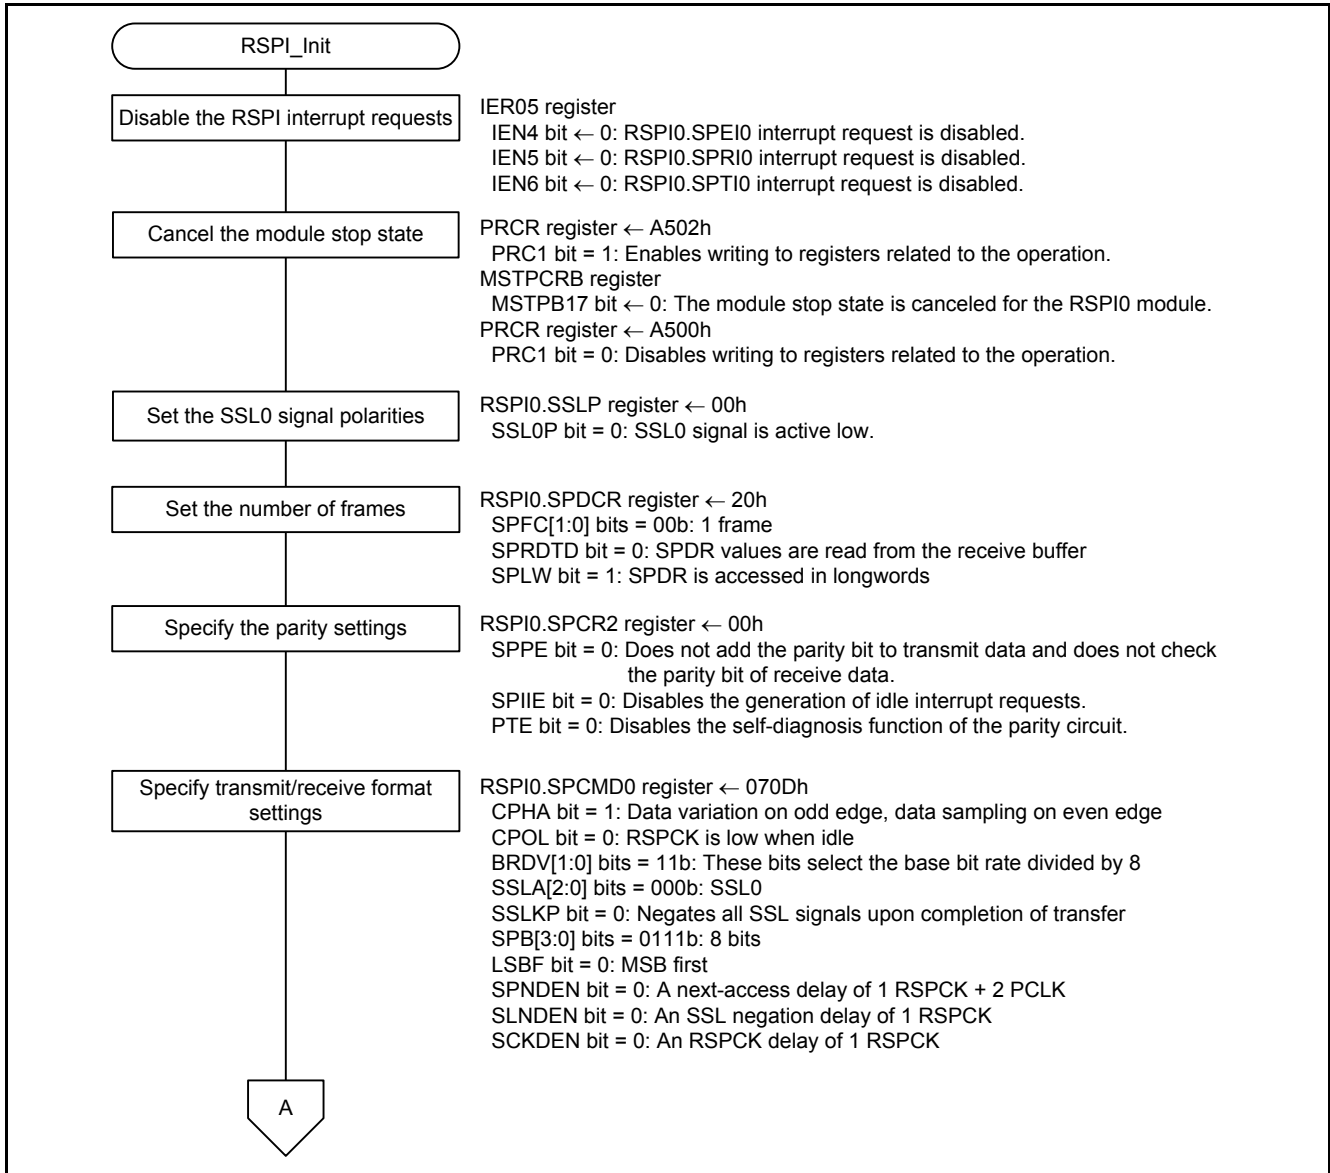 RSPI_Init
Disable the RSPI interrupt requests
IER05 register
IEN4 bit ← 0: RSPI0.SPEI0 interrupt request is disabled.
IEN5 bit ← 0: RSPI0.SPRI0 interrupt request is disabled.
IEN6 bit ← 0: RSPI0.SPTI0 interrupt request is disabled.
Cancel the module stop state
PRCR register ← A502h
PRC1 bit = 1: Enables writing to registers related to the operation.
MSTPCRB register
MSTPB17 bit ← 0: The module stop state is canceled for the RSPI0 module.
PRCR register ← A500h
PRC1 bit = 0: Disables writing to registers related to the operation.
Set the SSL0 signal polarities
RSPI0.SSLP register ← 00h
SSL0P bit = 0: SSL0 signal is active low.
Set the number of frames
RSPI0.SPDCR register ← 20h
SPFC[1:0] bits = 00b: 1 frame
SPRDTD bit = 0: SPDR values are read from the receive buffer
SPLW bit = 1: SPDR is accessed in longwords
Specify the parity settings
RSPI0.SPCR2 register ← 00h
SPPE bit = 0: Does not add the parity bit to transmit data and does not check
the parity bit of receive data.
SPIIE bit = 0: Disables the generation of idle interrupt requests.
PTE bit = 0: Disables the self-diagnosis function of the parity circuit.
Specify transmit/receive format
settings
RSPI0.SPCMD0 register ← 070Dh
CPHA bit = 1: Data variation on odd edge, data sampling on even edge
CPOL bit = 0: RSPCK is low when idle
BRDV[1:0] bits = 11b: These bits select the base bit rate divided by 8
SSLA[2:0] bits = 000b: SSL0
SSLKP bit = 0: Negates all SSL signals upon completion of transfer
SPB[3:0] bits = 0111b: 8 bits
LSBF bit = 0: MSB first
SPNDEN bit = 0: A next-access delay of 1 RSPCK + 2 PCLK
SLNDEN bit = 0: An SSL negation delay of 1 RSPCK
SCKDEN bit = 0: An RSPCK delay of 1 RSPCK
A